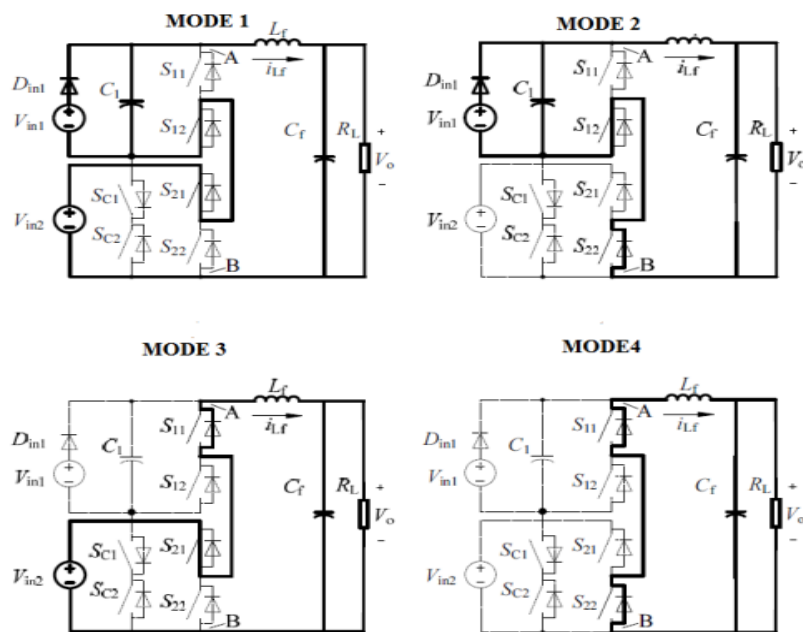 MODE 1
Lf
A
S11
iLf
Din1
C1
Vin1
S12
Cf
RL
+
Vo
−
SC1
S21
Vin2
SC2
S22
B
MODE 2
A
S11
iLf
Din1
C1
Vin1
S12
Cf
RL
+
Vo
−
SC1
S21
Vin2
SC2
S22
B
MODE 3
Lf
A
S11
iLf
Din1
C1
Vin1
S12
Cf
RL
+
Vo
−
SC1
S21
Vin2
SC2
S22
B
MODE4
Lf
A
S11
iLf
Din1
C1
Vin1
S12
Cf
RL
+
Vo
−
SC1
S21
Vin2
SC2
S22
B